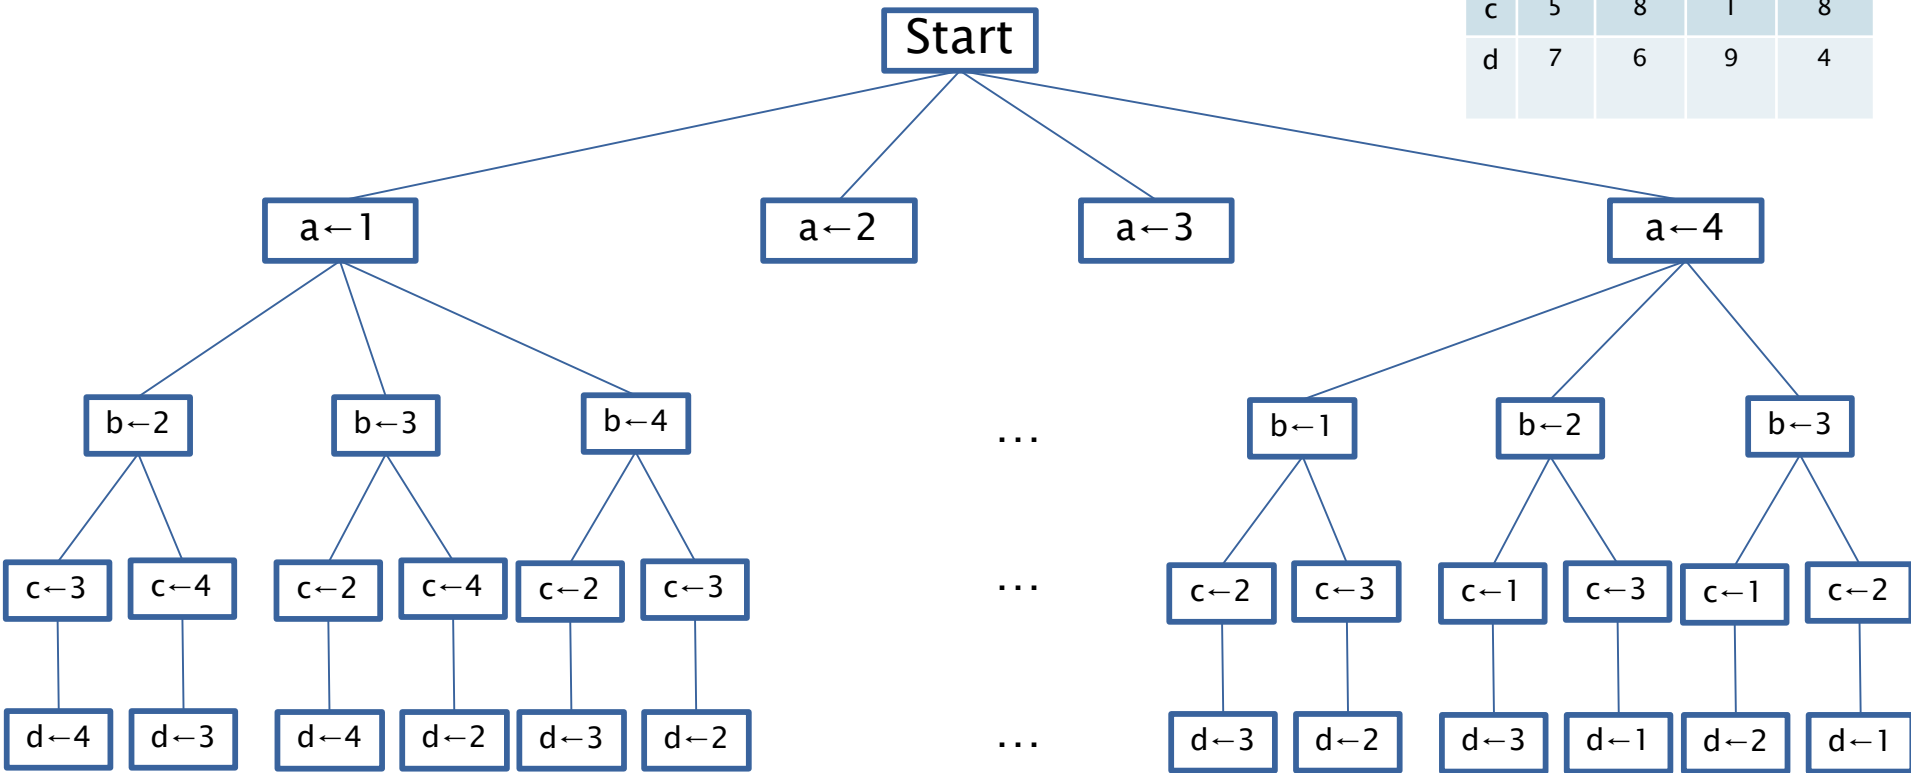 c 5 8 1 8
Start
d 7 6 9 4
a←1 a←2 a←3 a←4
b←2 b←3 b←4 ... b←1 b←2 b←3
c←3 c←4 c←2 c←4 c←2 c←3 ... c←2 c←3 c←1 c←3 c←1 c←2
d←4 d←3 d←4 d←2 d←3 d←2 ... d←3 d←2 d←3 d←1 d←2 d←1